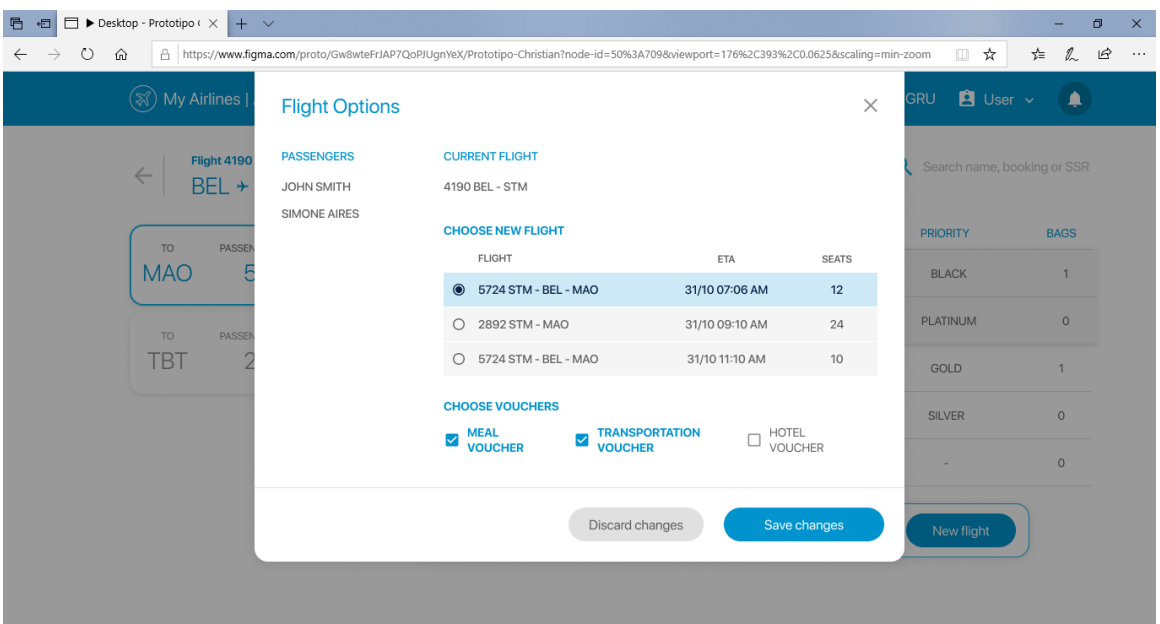 Desktop - Prototipo
https://www.figma.com/proto/Gw8wteFrJAP7QoPJUgnYeX/Prototipo-Christian?node-id=50%3A709&viewport=176%2C393%2C0.0625&scaling=min-zoom
My Airlines |
GRU User
Flight 4190
BEL
Search name, booking or SSR
TO
MAO 5
TO
TBT 2
Flight Options
PASSENGERS
JOHN SMITH
SIMONE AIRES
CURRENT FLIGHT
4190 BEL - STM
CHOOSE NEW FLIGHT
FLIGHT ETA SEATS
5724 STM - BEL - MAO 31/10 07:06 AM 12
2892 STM - MAO 31/10 09:10 AM 24
5724 STM - BEL - MAO 31/10 11:10 AM 10
CHOOSE VOUCHERS
MEAL
VOUCHER
TRANSPORTATION
VOUCHER
HOTEL
VOUCHER
Discard changes Save changes
PRIORITY BAGS
BLACK 1
PLATINUM 0
GOLD 1
SILVER 0
- 0
New flight